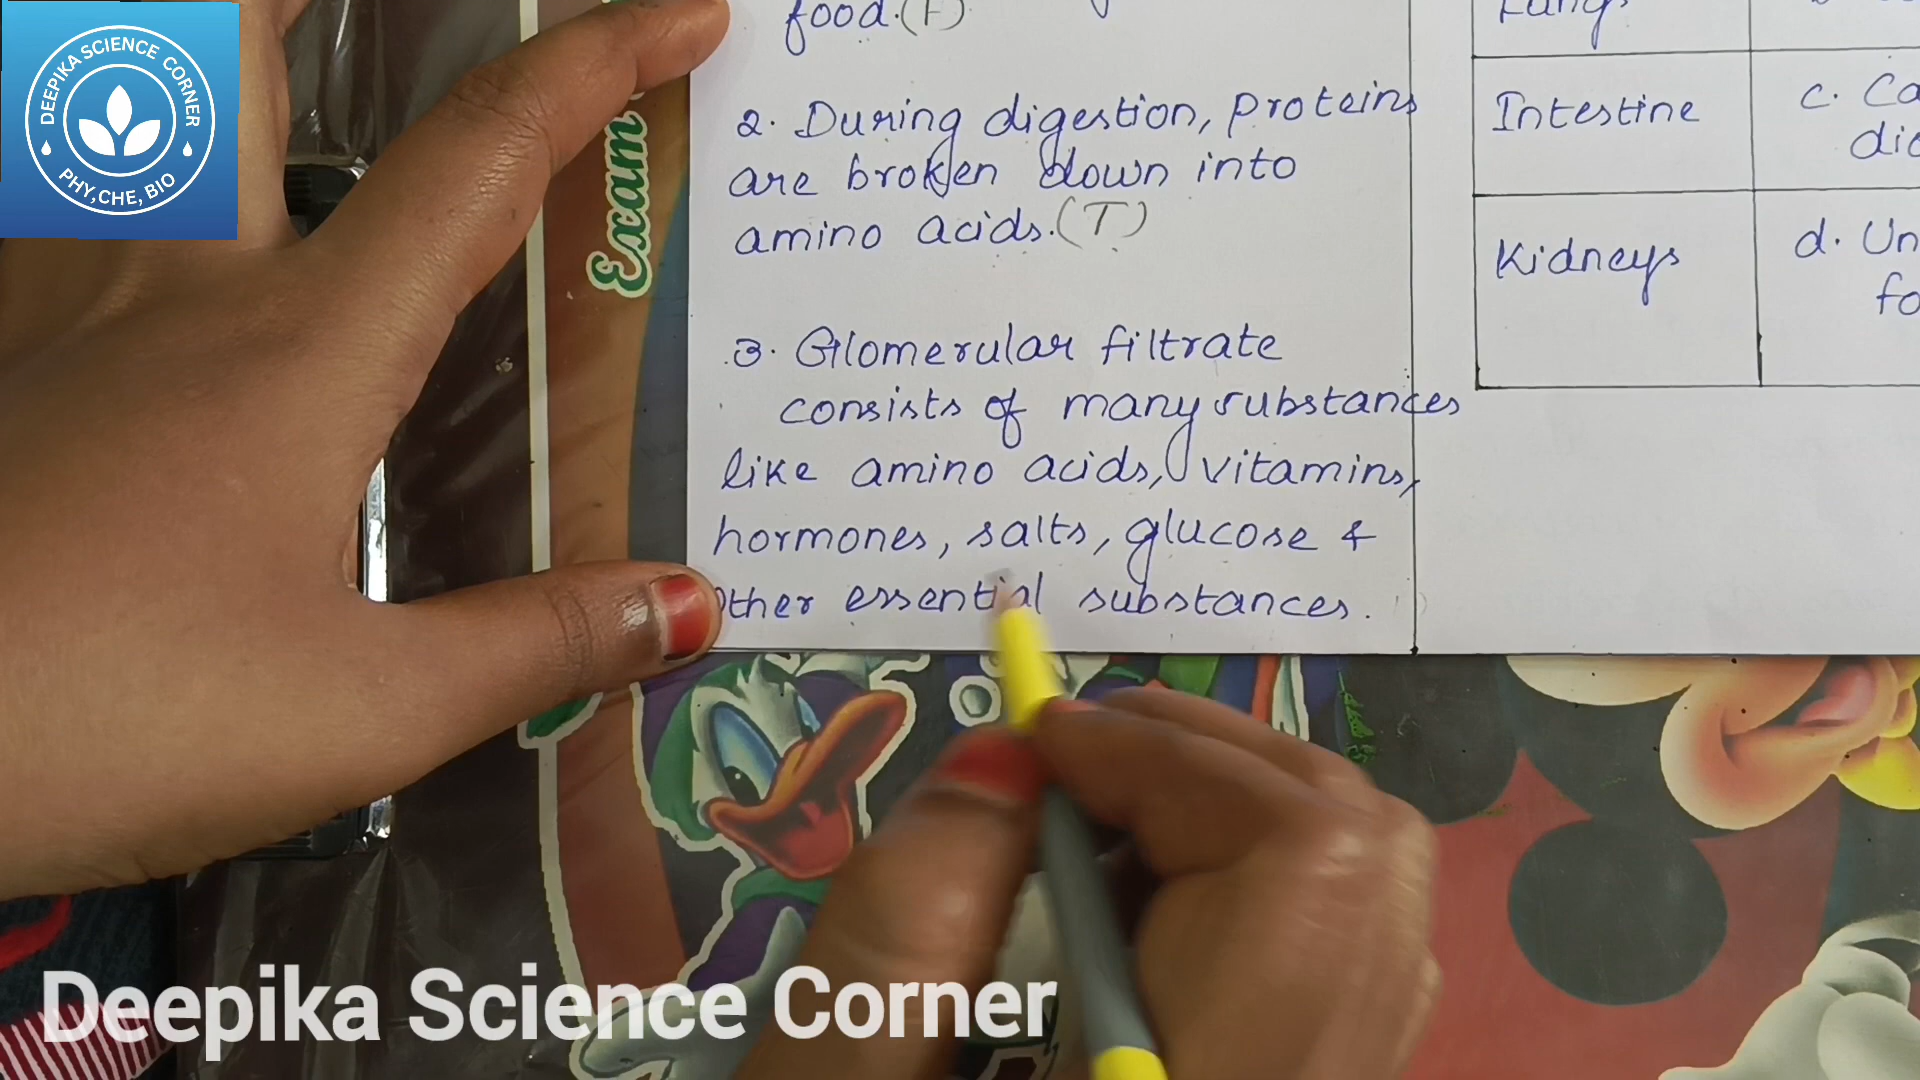 DEEPIKA SCIENCE CORNER
PHY,CHE, BIO
Exam
food.(F)
2. During digestion, proteins
are broken down into
amino acids.(T)
3. Glomerular filtrate
consists of many substances
like amino acids, vitamins,
hormones, salts, glucose &
other essential substances.
Lungs
Intestine
c. Ca
dio
Kidneys
d. Un
fo
Deepika Science Corner